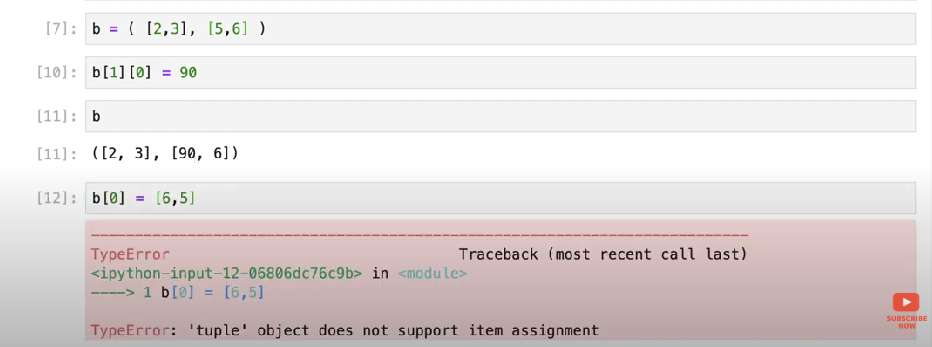 [7]: b = ( [2,3], [5,6] )
[10]: b[1][0] = 90
[11]: b
[11]: ([2, 3], [90, 6])
[12]: b[0] = [6,5]
---------------------------------------------------------------------------
TypeError                                 Traceback (most recent call last)
<ipython-input-12-06806dc76c9b> in <module>
----> 1 b[0] = [6,5]
TypeError: 'tuple' object does not support item assignment
SUBSCRIBE
NOW